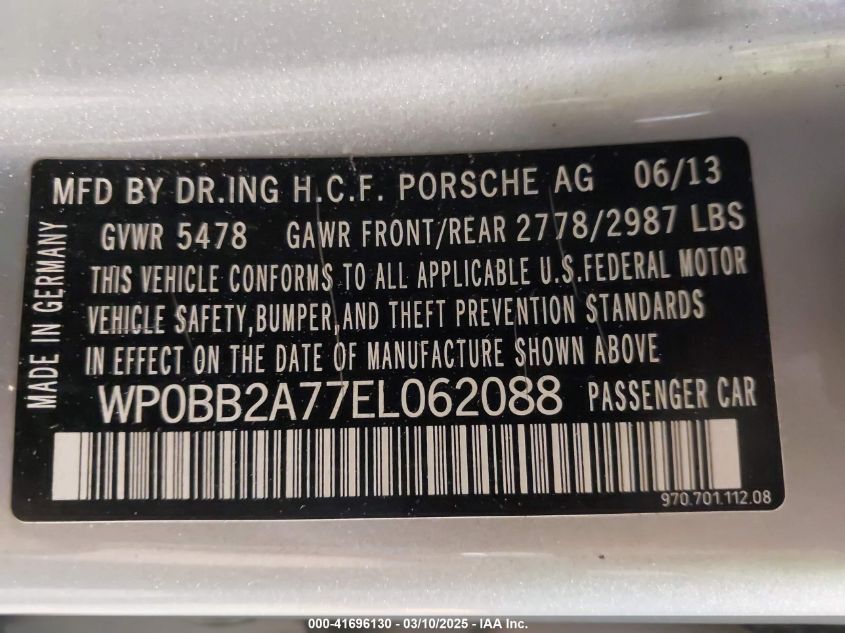 MFD BY DR.ING H.C.F. PORSCHE AG 06/13
GVWR 5478 GAWR FRONT/REAR 2778/2987 LBS
THIS VEHICLE CONFORMS TO ALL APPLICABLE U.S.FEDERAL MOTOR
VEHICLE SAFETY,BUMPER,AND THEFT PREVENTION STANDARDS
IN EFFECT ON THE DATE OF MANUFACTURE SHOWN ABOVE
WP0BB2A77EL062088 PASSENGER CAR
970.701.112.08
MADE IN GERMANY
000-41696130 — 03/10/2025 — IAA Inc.